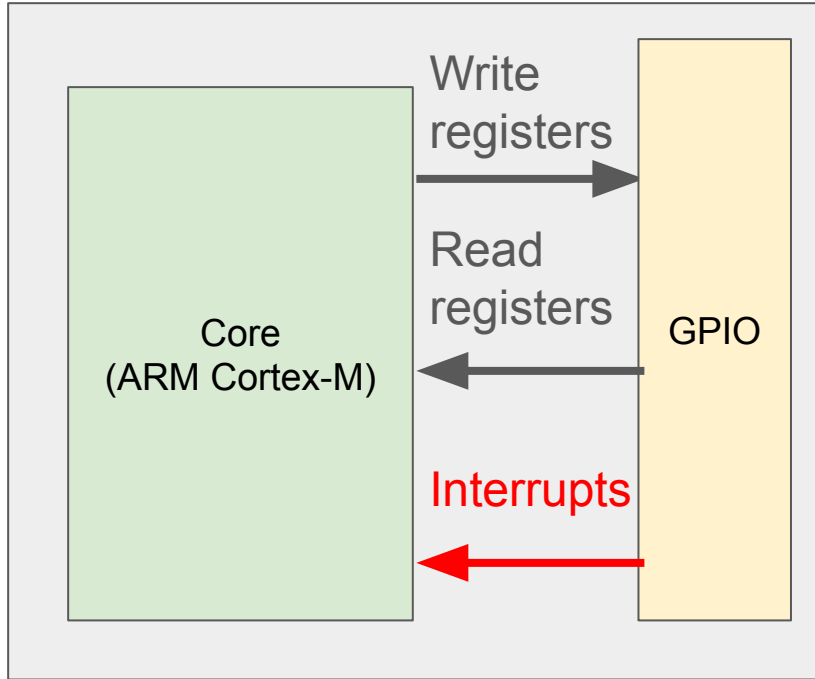 Write
registers
Read
registers
Core
(ARM Cortex-M)
GPIO
Interrupts